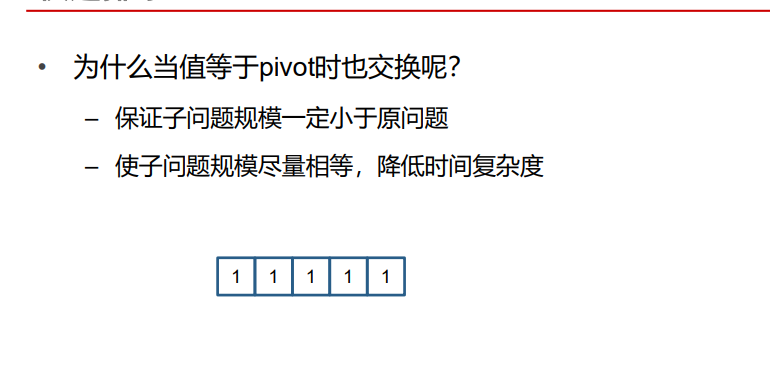 • 为什么当值等于pivot时也交换呢？
– 保证子问题规模一定小于原问题
– 使子问题规模尽量相等，降低时间复杂度
1 1 1 1 1